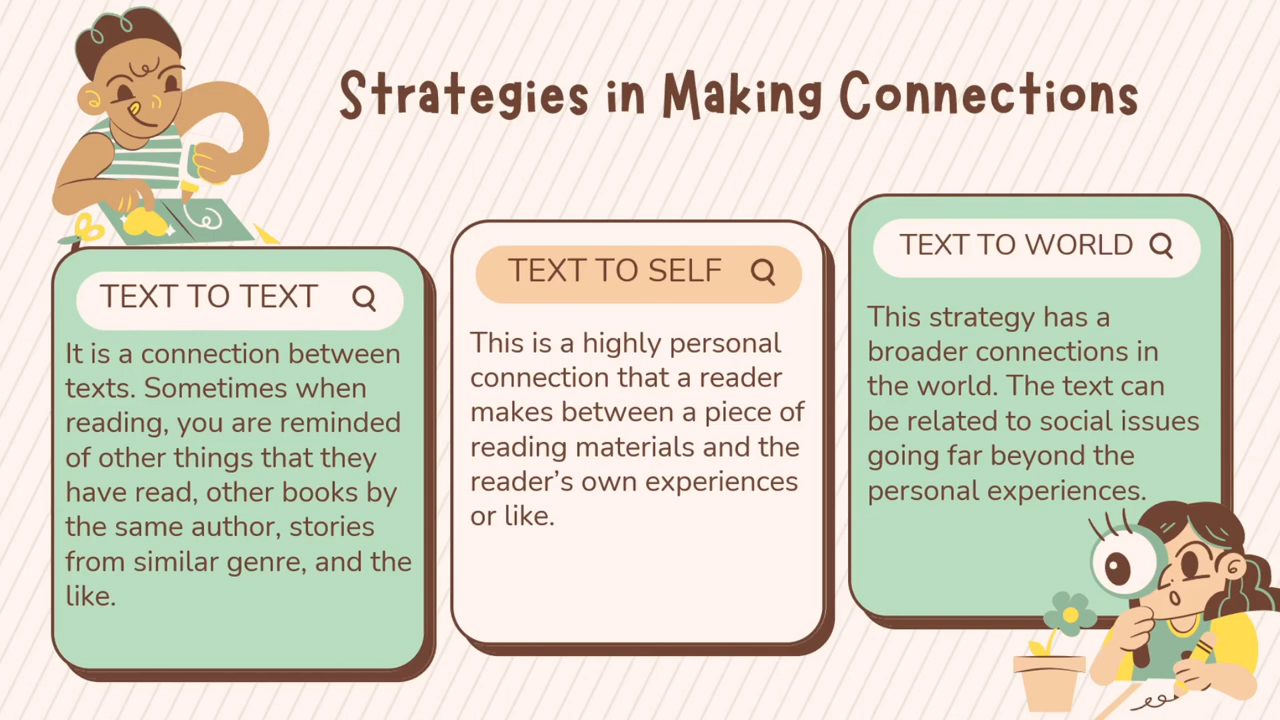 Strategies in Making Connections
TEXT TO TEXT
It is a connection between
texts. Sometimes when
reading, you are reminded
of other things that they
have read, other books by
the same author, stories
from similar genre, and the
like.
TEXT TO SELF
This is a highly personal
connection that a reader
makes between a piece of
reading materials and the
reader’s own experiences
or like.
TEXT TO WORLD
This strategy has a
broader connections in
the world. The text can
be related to social issues
going far beyond the
personal experiences.